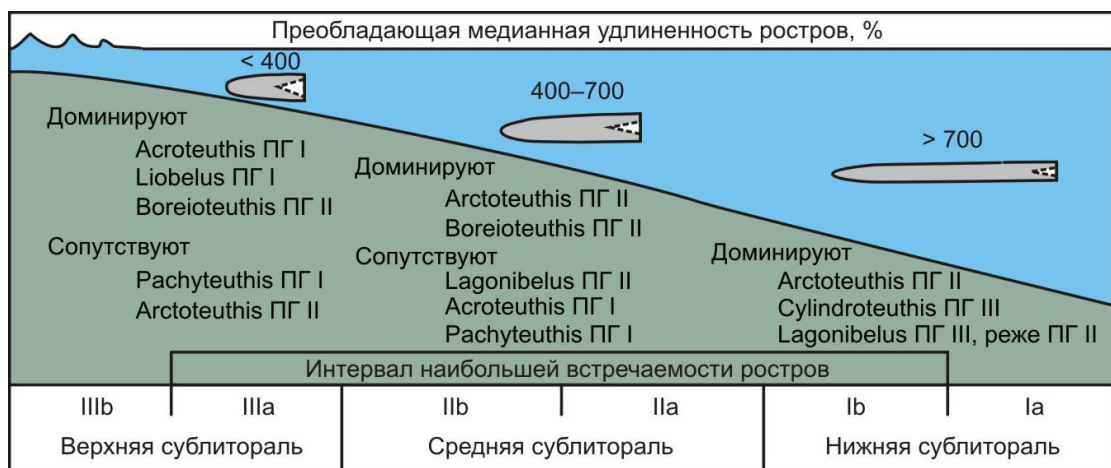 Преобладающая медианная удлиненность ростров, %
< 400
400–700
> 700
Доминируют
Acroteuthis ПГ I
Liobelus ПГ I
Boreioteuthis ПГ II
Сопутствуют
Pachyteuthis ПГ I
Arctoteuthis ПГ II
Доминируют
Arctoteuthis ПГ II
Boreioteuthis ПГ II
Сопутствуют
Lagonibelus ПГ II
Acroteuthis ПГ I
Pachyteuthis ПГ I
Доминируют
Arctoteuthis ПГ II
Cylindroteuthis ПГ III
Lagonibelus ПГ III, реже ПГ II
Интервал наибольшей встречаемости ростров
IIIb IIIa IIb IIa Ib Ia
Верхняя сублитораль Средняя сублитораль Нижняя сублитораль